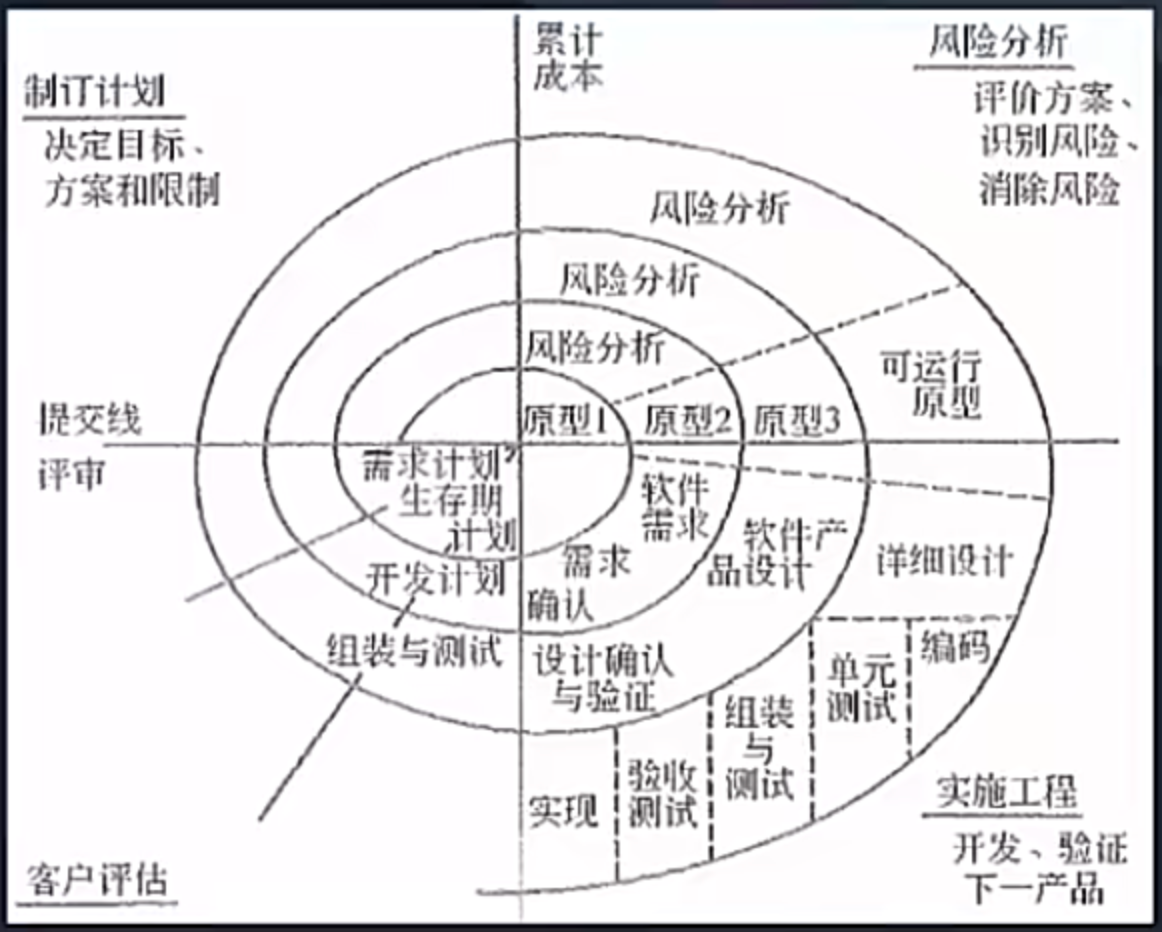 累计
成本
风险分析
制订计划
评价方案、
决定目标、
识别风险、
方案和限制
消除风险
风险分析
风险分析
风险分析
可运行
原型
提交线
原型1
原型2
原型3
评审
需求计划
生存期
计划
软件
需求
软件产
品设计
详细设计
需求
确认
开发计划
组装与测试
设计确认
与验证
编码
单元
测试
组装
与
测试
验收
测试
实现
实施工程
开发、验证
下一产品
客户评估